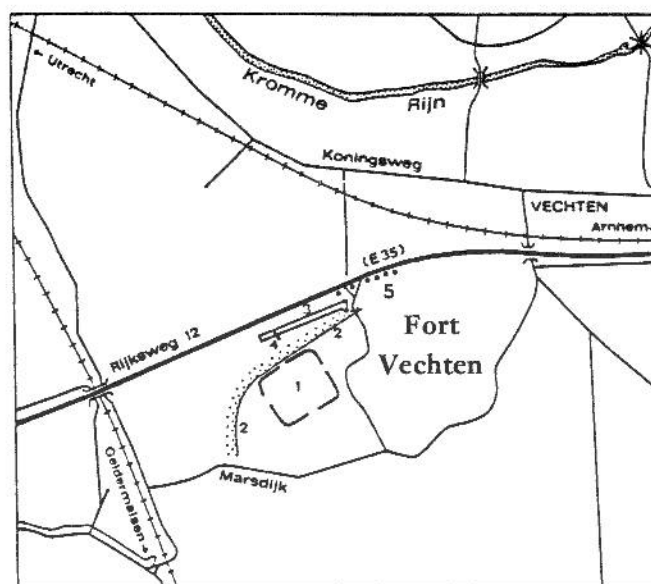 ← Utrecht
Kromme
Rijn
Koningsweg
VECHTEN
Arnhem→
(E35)
5
3
4
2
Rijksweg 12
Fort
Vechten
1
2
Marsdijk
Geldermalsen→